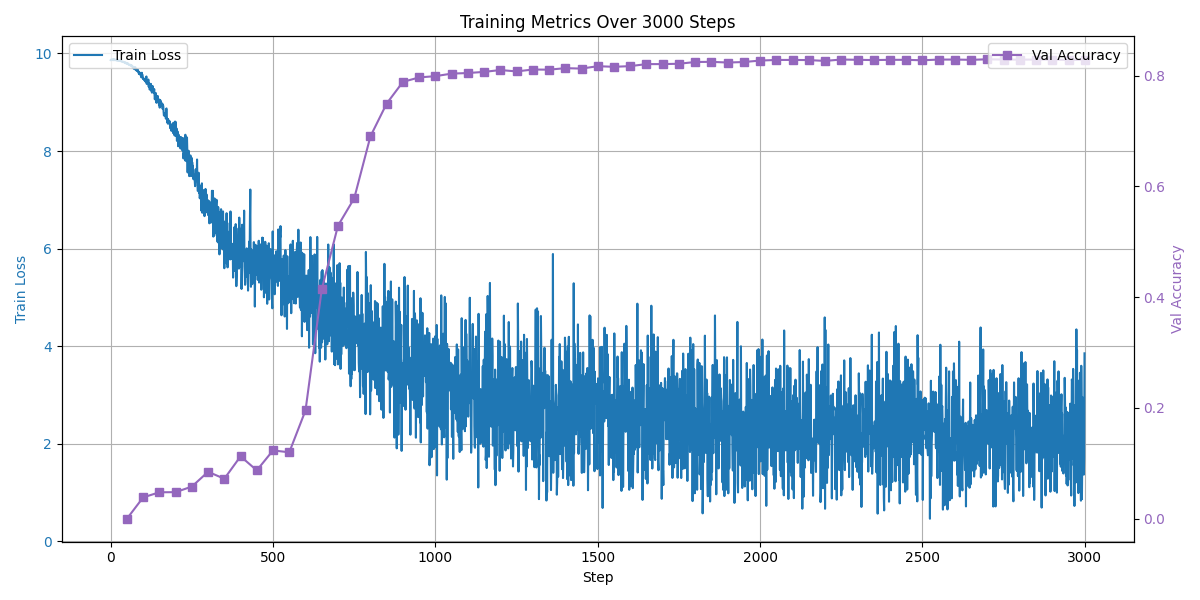 Training Metrics Over 3000 Steps
Train Loss
Val Accuracy
10
8
6
4
2
0
Train Loss
0.8
0.6
0.4
0.2
0.0
Val Accuracy
0 500 1000 1500 2000 2500 3000
Step